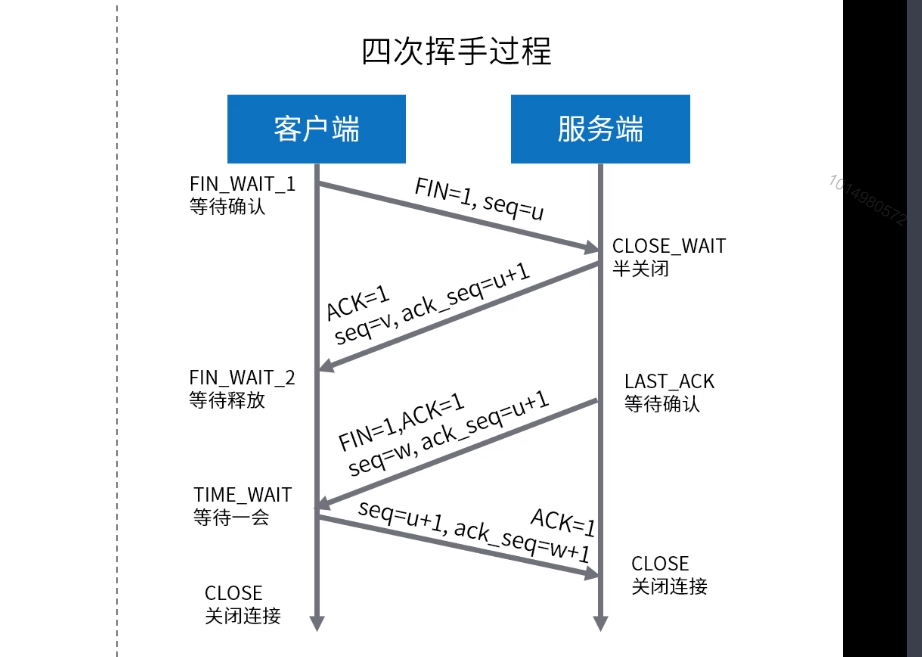 四次挥手过程
客户端
服务端
FIN_WAIT_1
等待确认
FIN=1, seq=u
CLOSE_WAIT
半关闭
ACK=1
seq=v, ack_seq=u+1
FIN_WAIT_2
等待释放
LAST_ACK
等待确认
FIN=1,ACK=1
seq=w, ack_seq=u+1
TIME_WAIT
等待一会
ACK=1
seq=u+1, ack_seq=w+1
CLOSE
关闭连接
CLOSE
关闭连接
1014980572